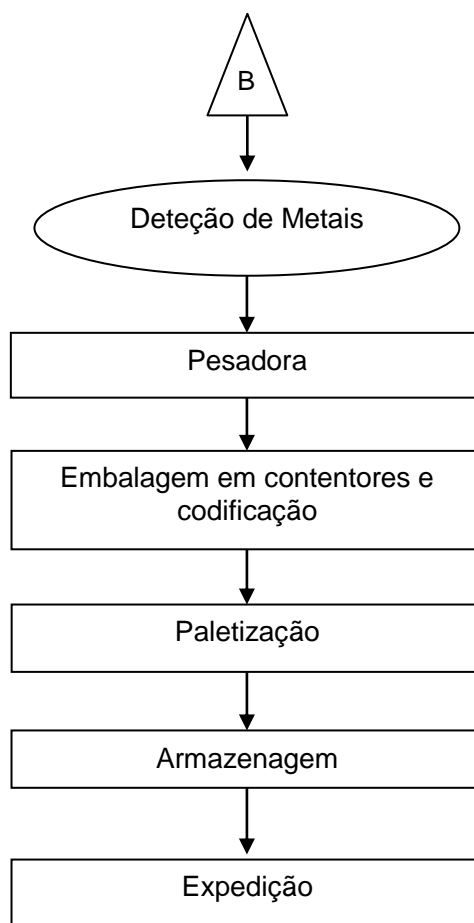 B
Deteção de Metais
Pesadora
Embalagem em contentores e
codificação
Paletização
Armazenagem
Expedição